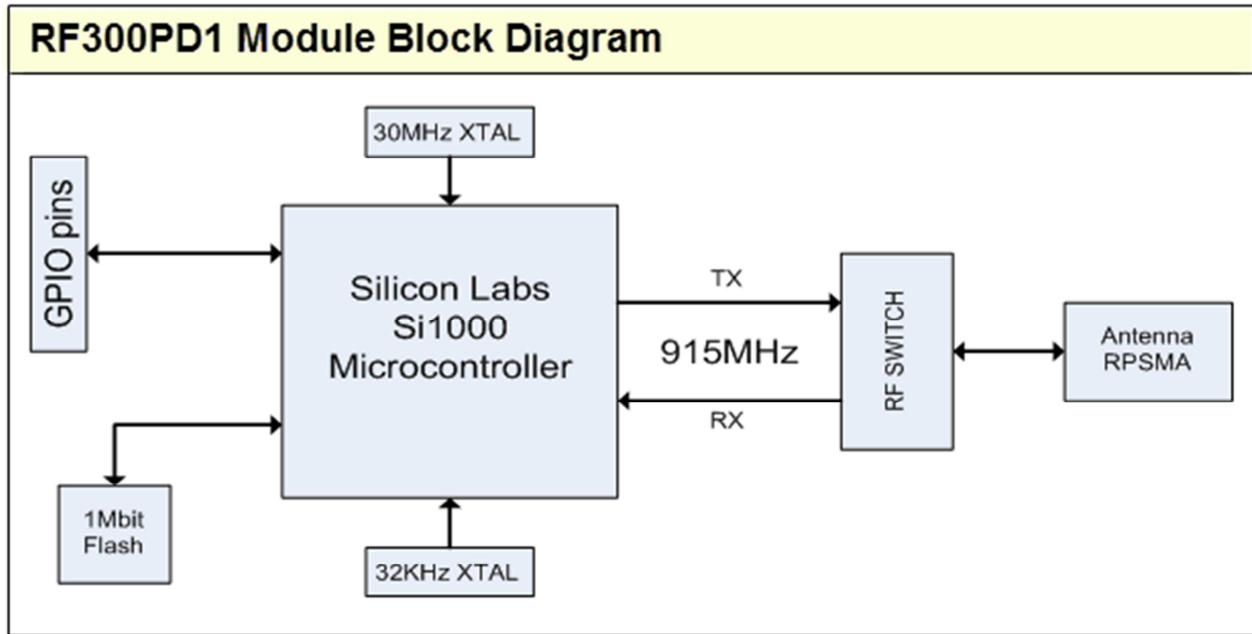 RF300PD1 Module Block Diagram
30MHz XTAL
GPIO pins
Silicon Labs
Si1000
Microcontroller
TX
915MHz
RX
RF SWITCH
Antenna
RPSMA
1Mbit
Flash
32KHz XTAL